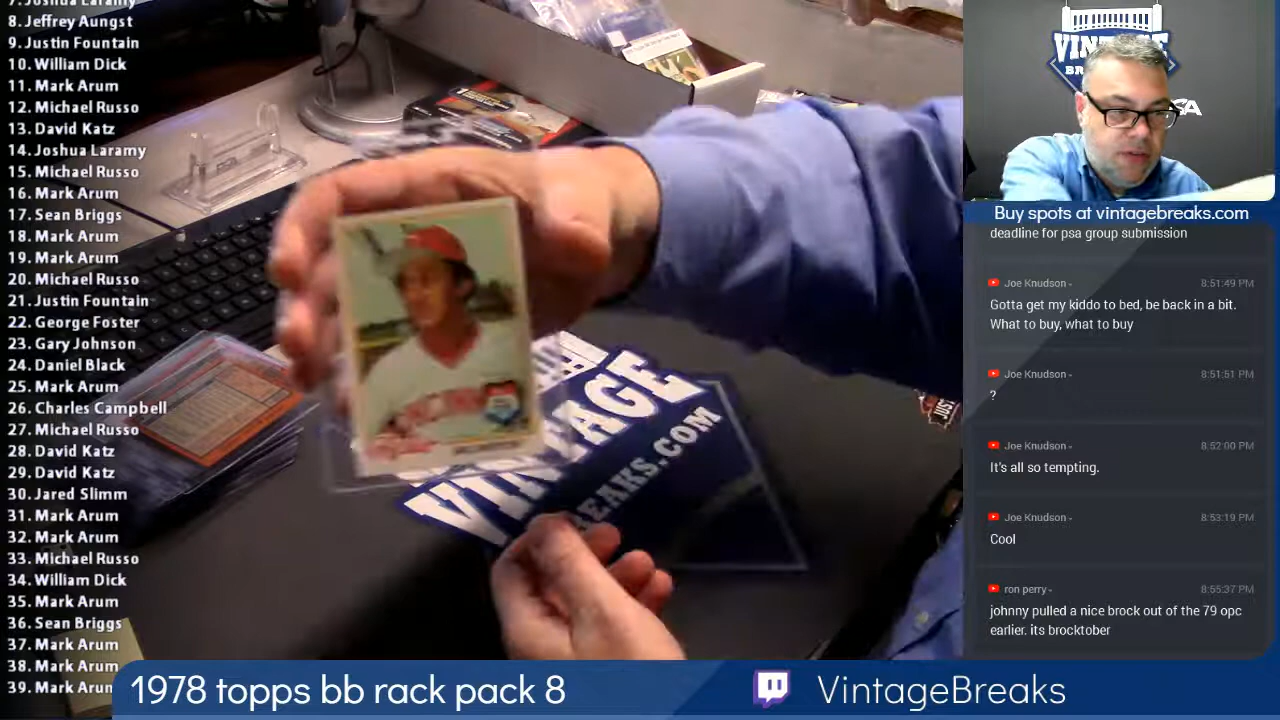 8. Jeffrey Aungst
9. Justin Fountain
10. William Dick
11. Mark Arum
12. Michael Russo
13. David Katz
14. Joshua Laramy
15. Michael Russo
16. Mark Arum
17. Sean Briggs
18. Mark Arum
19. Mark Arum
20. Michael Russo
21. Justin Fountain
22. George Foster
23. Gary Johnson
24. Daniel Black
25. Mark Arum
26. Charles Campbell
27. Michael Russo
28. David Katz
29. David Katz
30. Jared Slimm
31. Mark Arum
32. Mark Arum
33. Michael Russo
34. William Dick
35. Mark Arum
36. Sean Briggs
37. Mark Arum
38. Mark Arum
39. Mark Arum
VINTAGE
BREAKS.COM
Buy spots at vintagebreaks.com
deadline for psa group submission
Joe Knudson 8:51:49 PM
Gotta get my kiddo to bed, be back in a bit.
What to buy, what to buy
Joe Knudson 8:51:51 PM
?
Joe Knudson 8:52:00 PM
It's all so tempting.
Joe Knudson 8:53:19 PM
Cool
ron perry 8:55:37 PM
johnny pulled a nice brock out of the 79 opc
earlier. its brocktober
1978 topps bb rack pack 8
VintageBreaks